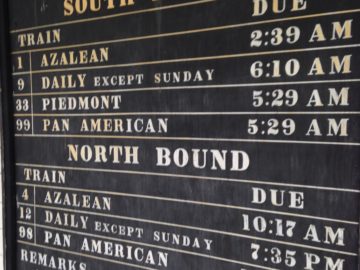 SOUTH
DUE
TRAIN
1 AZALEAN 2:39 AM
9 DAILY EXCEPT SUNDAY 6:10 AM
33 PIEDMONT 5:29 AM
99 PAN AMERICAN 5:29 AM
NORTH BOUND
TRAIN DUE
4 AZALEAN 10:17 AM
12 DAILY EXCEPT SUNDAY 7:35 PM
98 PAN AMERICAN
REMARKS